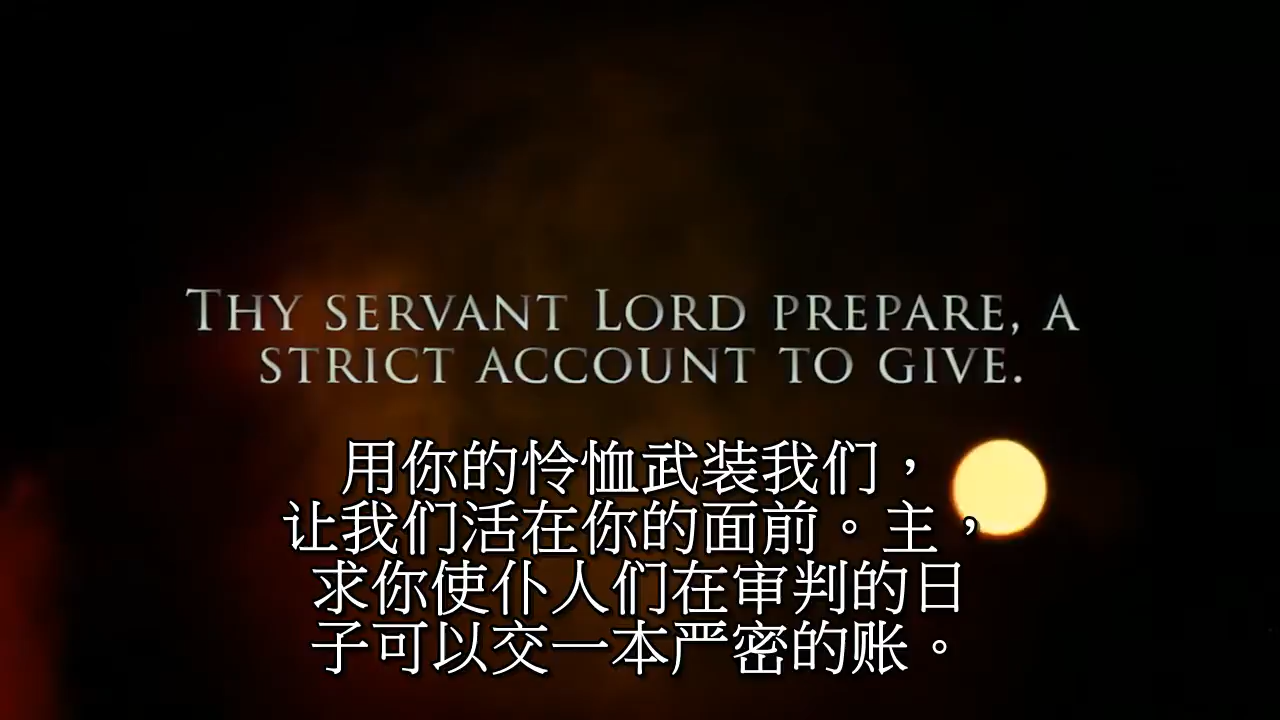 THY SERVANT LORD PREPARE, A
STRICT ACCOUNT TO GIVE.
用你的怜恤武装我们，
让我们活在你的面前。主，
求你使仆人们在审判的日
子可以交一本严密的账。